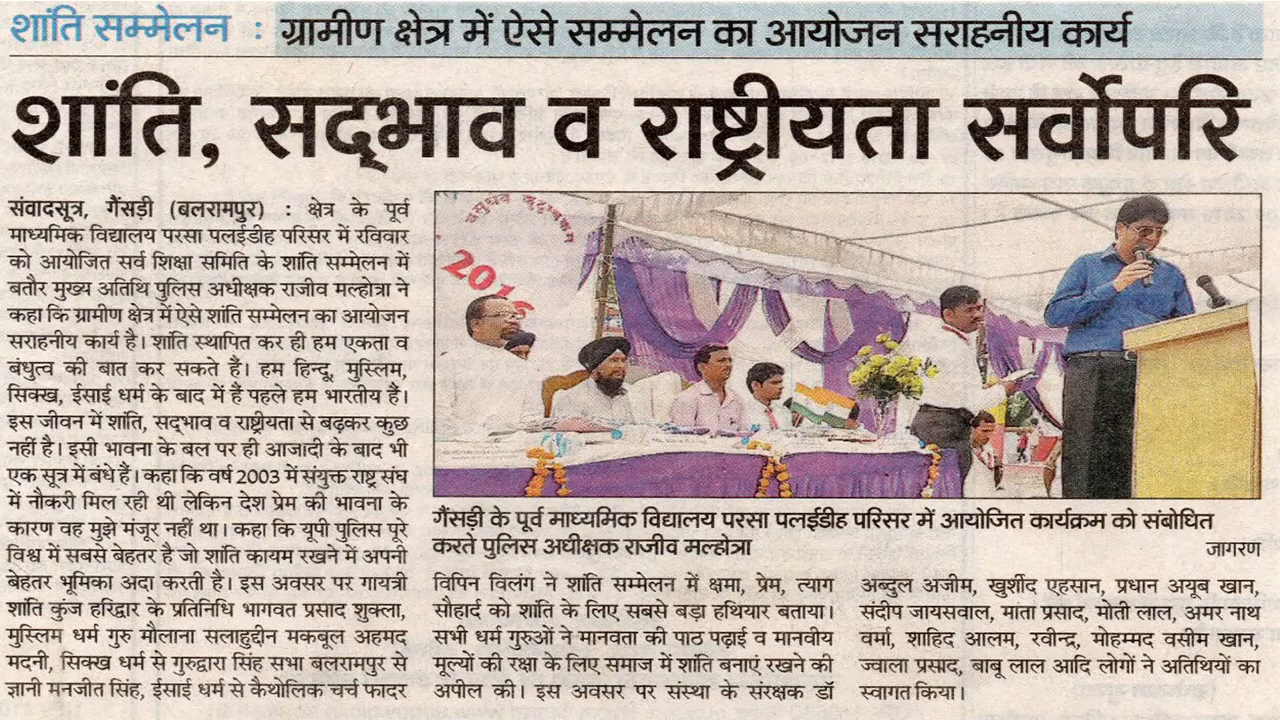 शांति सम्मेलन : ग्रामीण क्षेत्र में ऐसे सम्मेलन का आयोजन सराहनीय कार्य
शांति, सद्‌भाव व राष्ट्रीयता सर्वोपरि
संवादसूत्र, गैंसड़ी (बलरामपुर) : क्षेत्र के पूर्व
माध्यमिक विद्यालय परसा पलईडीह परिसर में रविवार
को आयोजित सर्व शिक्षा समिति के शांति सम्मेलन में
बतौर मुख्य अतिथि पुलिस अधीक्षक राजीव मल्होत्रा ने
कहा कि ग्रामीण क्षेत्र में ऐसे शांति सम्मेलन का आयोजन
सराहनीय कार्य है। शांति स्थापित कर ही हम एकता व
बंधुत्व की बात कर सकते हैं। हम हिन्दू, मुस्लिम,
सिक्ख, ईसाई धर्म के बाद में हैं पहले हम भारतीय हैं।
इस जीवन में शांति, सद्‌भाव व राष्ट्रीयता से बढ़कर कुछ
नहीं है। इसी भावना के बल पर ही आजादी के बाद भी
एक सूत्र में बंधे हैं। कहा कि वर्ष 2003 में संयुक्त राष्ट्र संघ
में नौकरी मिल रही थी लेकिन देश प्रेम की भावना के
कारण वह मुझे मंजूर नहीं था। कहा कि यूपी पुलिस पूरे
विश्व में सबसे बेहतर है जो शांति कायम रखने में अपनी
बेहतर भूमिका अदा करती है। इस अवसर पर गायत्री
शांति कुंज हरिद्वार के प्रतिनिधि भागवत प्रसाद शुक्ला,
मुस्लिम धर्म गुरु मौलाना सलाहुद्दीन मकबूल अहमद
मदनी, सिक्ख धर्म से गुरुद्वारा सिंह सभा बलरामपुर से
ज्ञानी मनजीत सिंह, ईसाई धर्म से कैथोलिक चर्च फादर
वसुधैव कुटुम्बकम
2016
गैंसड़ी के पूर्व माध्यमिक विद्यालय परसा पलईडीह परिसर में आयोजित कार्यक्रम को संबोधित
करते पुलिस अधीक्षक राजीव मल्होत्रा जागरण
विपिन विलंग ने शांति सम्मेलन में क्षमा, प्रेम, त्याग
सौहार्द को शांति के लिए सबसे बड़ा हथियार बताया।
सभी धर्म गुरुओं ने मानवता की पाठ पढ़ाई व मानवीय
मूल्यों की रक्षा के लिए समाज में शांति बनाएं रखने की
अपील की। इस अवसर पर संस्था के संरक्षक डॉ
अब्दुल अजीम, खुर्शीद एहसान, प्रधान अयूब खान,
संदीप जायसवाल, माता प्रसाद, मोती लाल, अमर नाथ
वर्मा, शाहिद आलम, रवीन्द्र, मोहम्मद वसीम खान,
ज्वाला प्रसाद, बाबू लाल आदि लोगों ने अतिथियों का
स्वागत किया।